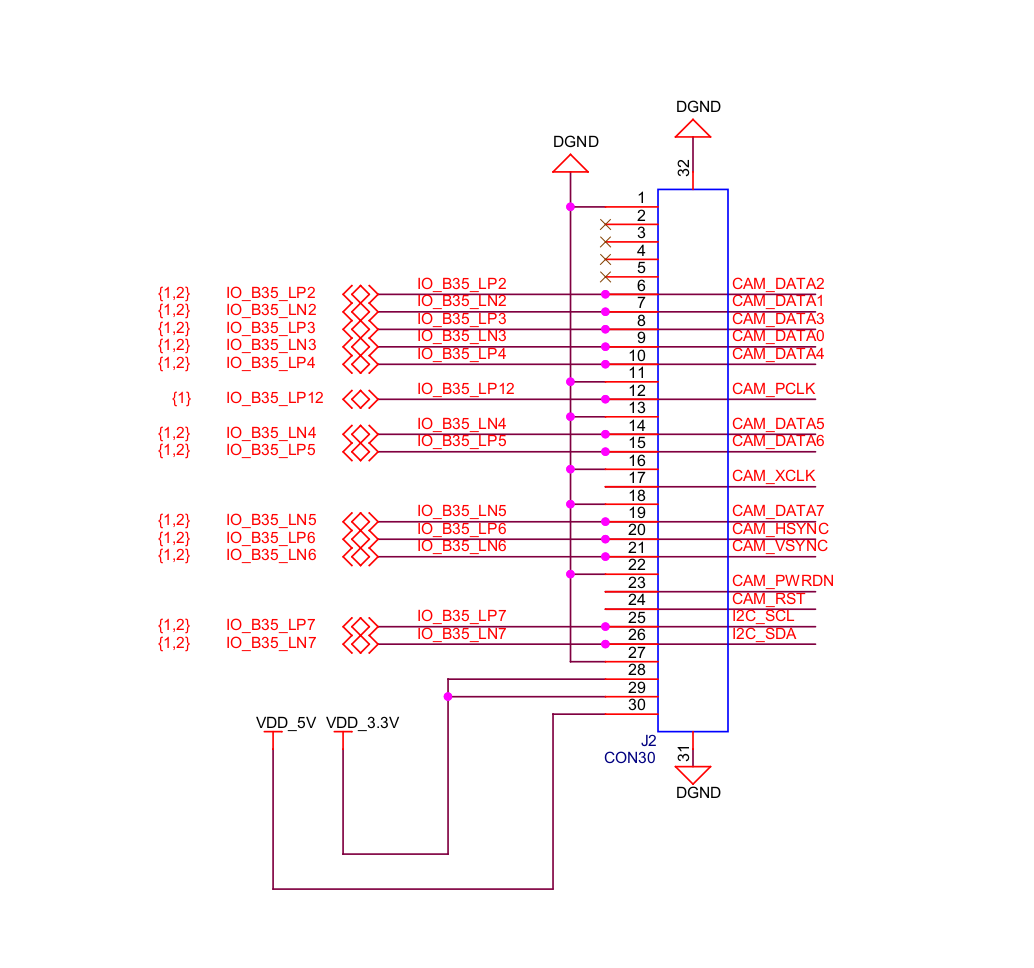 DGND
DGND
32
1
2
3
4
5
{1,2} IO_B35_LP2 IO_B35_LP2 6 CAM_DATA2
{1,2} IO_B35_LN2 IO_B35_LN2 7 CAM_DATA1
{1,2} IO_B35_LP3 IO_B35_LP3 8 CAM_DATA3
{1,2} IO_B35_LN3 IO_B35_LN3 9 CAM_DATA0
{1,2} IO_B35_LP4 IO_B35_LP4 10 CAM_DATA4
11
{1} IO_B35_LP12 IO_B35_LP12 12 CAM_PCLK
13
{1,2} IO_B35_LN4 IO_B35_LN4 14 CAM_DATA5
{1,2} IO_B35_LP5 IO_B35_LP5 15 CAM_DATA6
16
17 CAM_XCLK
18
{1,2} IO_B35_LN5 IO_B35_LN5 19 CAM_DATA7
{1,2} IO_B35_LP6 IO_B35_LP6 20 CAM_HSYNC
{1,2} IO_B35_LN6 IO_B35_LN6 21 CAM_VSYNC
22
23 CAM_PWRDN
24 CAM_RST
{1,2} IO_B35_LP7 IO_B35_LP7 25 I2C_SCL
{1,2} IO_B35_LN7 IO_B35_LN7 26 I2C_SDA
27
28
29
30
VDD_5V VDD_3.3V
J2
CON30
31
DGND